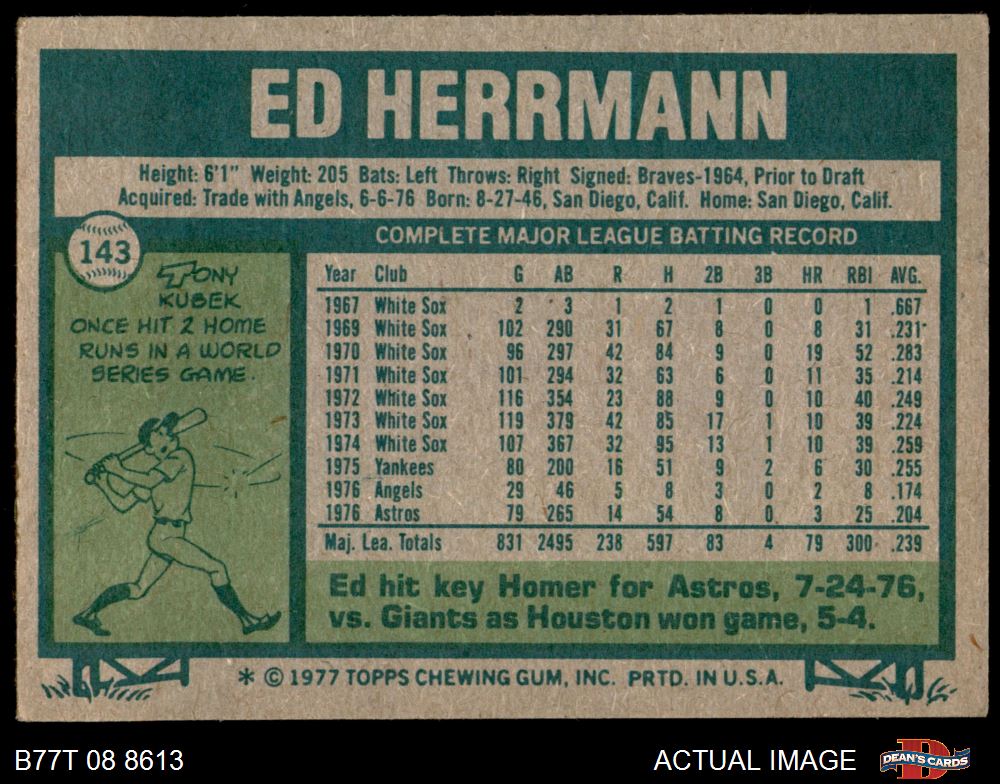 ED HERRMANN
Height: 6'1" Weight: 205 Bats: Left Throws: Right Signed: Braves-1964, Prior to Draft
Acquired: Trade with Angels, 6-6-76 Born: 8-27-46, San Diego, Calif. Home: San Diego, Calif.
143
TONY
KUBEK
ONCE HIT 2 HOME
RUNS IN A WORLD
SERIES GAME.
COMPLETE MAJOR LEAGUE BATTING RECORD
Year Club G AB R H 2B 3B HR RBI AVG.
1967 White Sox 2 3 1 2 1 0 0 1 .667
1969 White Sox 102 290 31 67 8 0 8 31 .231
1970 White Sox 96 297 42 84 9 0 19 52 .283
1971 White Sox 101 294 32 63 6 0 11 35 .214
1972 White Sox 116 354 23 88 9 0 10 40 .249
1973 White Sox 119 379 42 85 17 1 10 39 .224
1974 White Sox 107 367 32 95 13 1 10 39 .259
1975 Yankees 80 200 16 51 9 2 6 30 .255
1976 Angels 29 46 5 8 3 0 2 8 .174
1976 Astros 79 265 14 54 8 0 3 25 .204
Maj. Lea. Totals 831 2495 238 597 83 4 79 300 .239
Ed hit key Homer for Astros, 7-24-76,
vs. Giants as Houston won game, 5-4.
* © 1977 TOPPS CHEWING GUM, INC. PRTD. IN U.S.A.
B77T 08 8613
ACTUAL IMAGE
DEAN'S CARDS